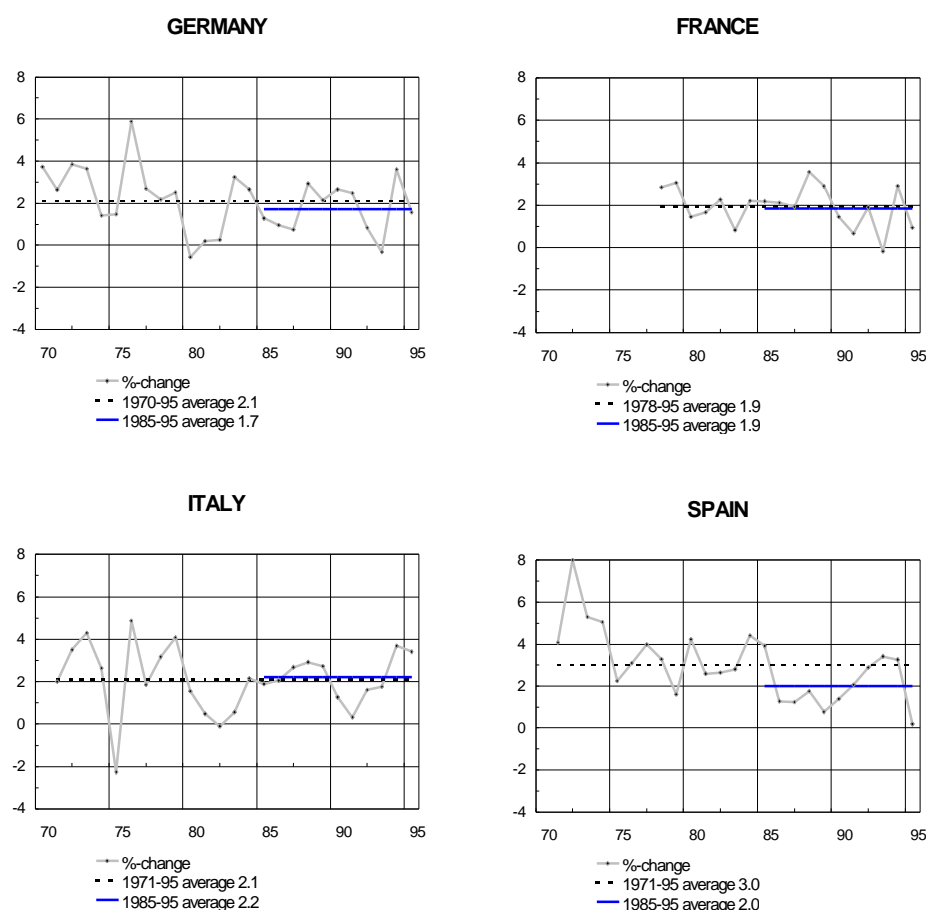 GERMANY
8
6
4
2
0
-2
-4
70 75 80 85 90 95
%-change
1970-95 average 2.1
1985-95 average 1.7
FRANCE
8
6
4
2
0
-2
-4
70 75 80 85 90 95
%-change
1978-95 average 1.9
1985-95 average 1.9
ITALY
8
6
4
2
0
-2
-4
70 75 80 85 90 95
%-change
1971-95 average 2.1
1985-95 average 2.2
SPAIN
8
6
4
2
0
-2
-4
70 75 80 85 90 95
%-change
1971-95 average 3.0
1985-95 average 2.0